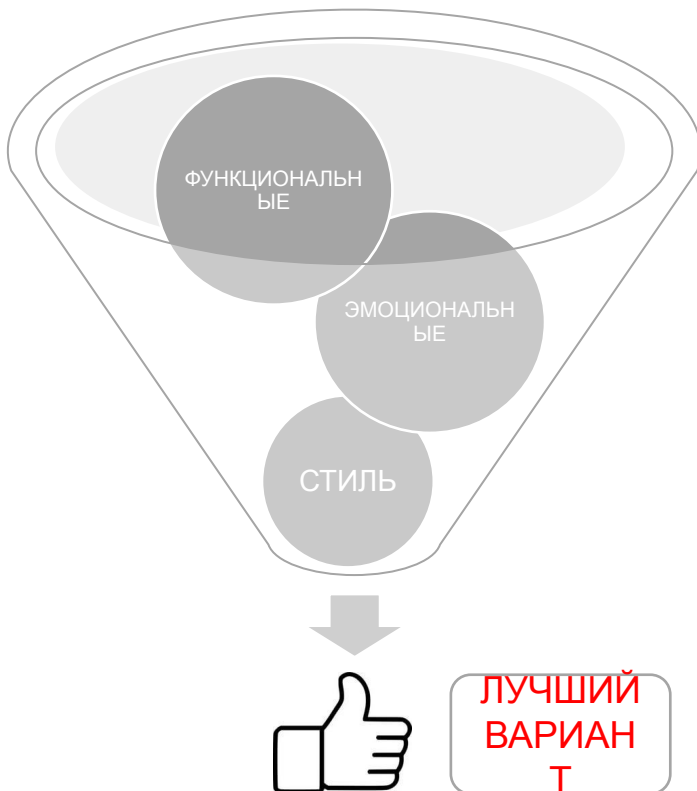 ФУНКЦИОНАЛЬН
ЫЕ
ЭМОЦИОНАЛЬН
ЫЕ
СТИЛЬ
ЛУЧШИЙ
ВАРИАН
Т